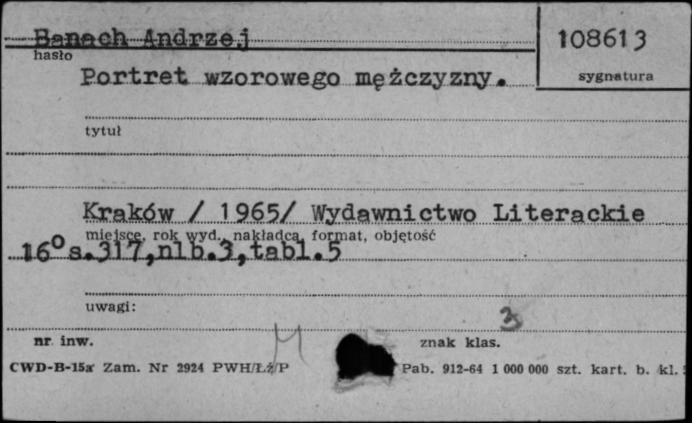 Banach Andrzej
108613
hasło
Portret wzorowego mężczyzny.
sygnatura
tytuł
Kraków / 1965/ Wydawnictwo Literackie
miejsce, rok wyd., nakładca, format, objętość
16° s.317,nlb.3,tabl.5
uwagi:
3
nr. inw.
znak klas.
M
CWD-B-15a Zam. Nr 2924 PWH/Łż/P
Pab. 912-64 1 000 000 szt. kart. b. kl.